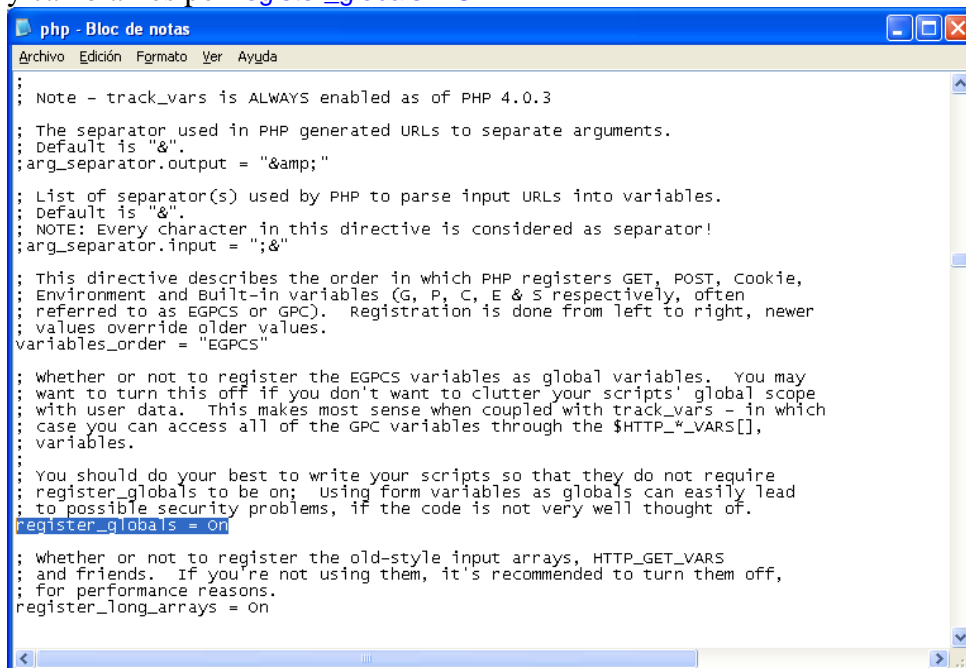 php - Bloc de notas
Archivo Edición Formato Ver Ayuda
;
; Note - track_vars is ALWAYS enabled as of PHP 4.0.3
; The separator used in PHP generated URLs to separate arguments.
; Default is "&".
;arg_separator.output = "&amp;"
; List of separator(s) used by PHP to parse input URLs into variables.
; Default is "&".
; NOTE: Every character in this directive is considered as separator!
;arg_separator.input = ";&"
; This directive describes the order in which PHP registers GET, POST, Cookie,
; Environment and Built-in variables (G, P, C, E & S respectively, often
; referred to as EGPCS or GPC).  Registration is done from left to right, newer
; values override older values.
variables_order = "EGPCS"
; Whether or not to register the EGPCS variables as global variables.  You may
; want to turn this off if you don't want to clutter your scripts' global scope
; with user data.  This makes most sense when coupled with track_vars - in which
; case you can access all of the GPC variables through the $HTTP_*_VARS[],
; variables.
;
; You should do your best to write your scripts so that they do not require
; register_globals to be on;  Using form variables as globals can easily lead
; to possible security problems, if the code is not very well thought of.
register_globals = On
; Whether or not to register the old-style input arrays, HTTP_GET_VARS
; and friends.  If you're not using them, it's recommended to turn them off,
; for performance reasons.
register_long_arrays = On